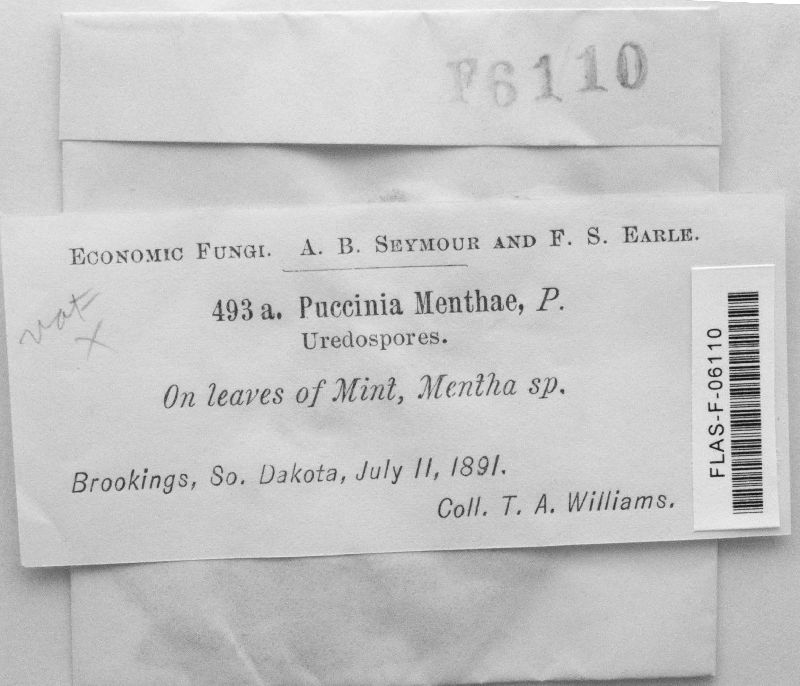 F6110
ECONOMIC FUNGI. A. B. SEYMOUR AND F. S. EARLE.
493 a. Puccinia Menthae, P.
Uredospores.
On leaves of Mint, Mentha sp.
Brookings, So. Dakota, July 11, 1891.
Coll. T. A. Williams.
FLAS-F-06110